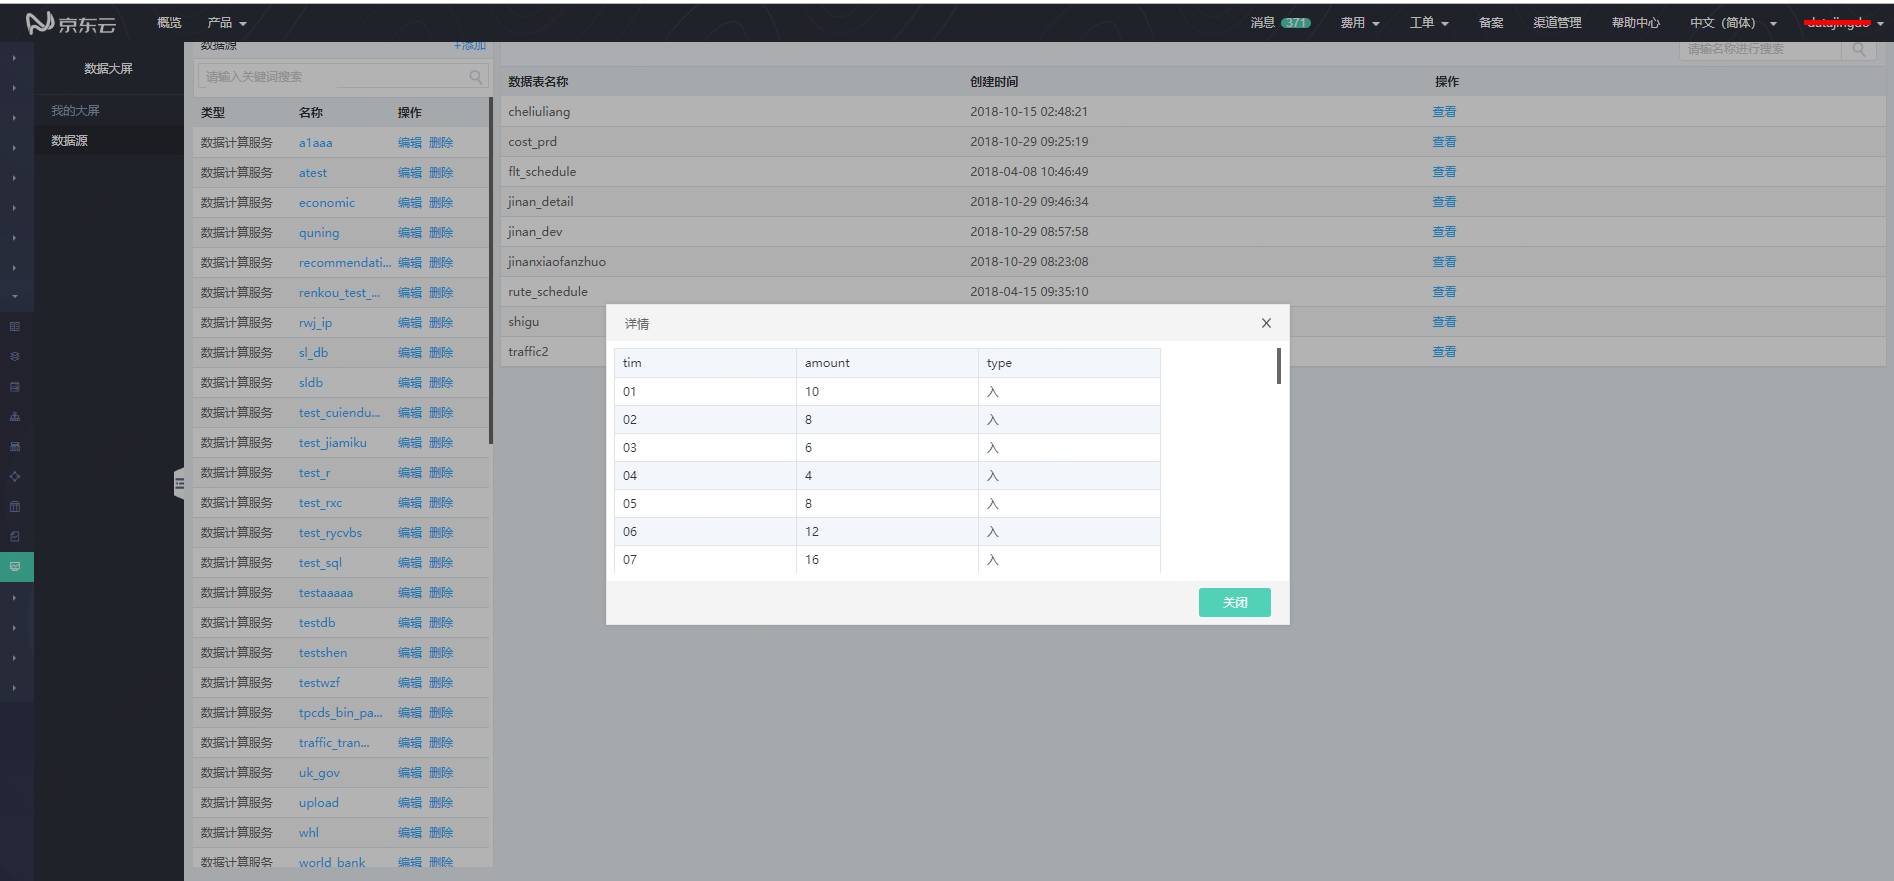 京东云 概览 产品 消息 371 费用 工单 备案 渠道管理 帮助中心 中文（简体）
数据大屏
我的大屏
数据源
数据源 +添加
请输入关键词搜索
类型 名称 操作
数据计算服务 a1aaa 编辑 删除
数据计算服务 atest 编辑 删除
数据计算服务 economic 编辑 删除
数据计算服务 quning 编辑 删除
数据计算服务 recommendati... 编辑 删除
数据计算服务 renkou_test_... 编辑 删除
数据计算服务 rwj_ip 编辑 删除
数据计算服务 sl_db 编辑 删除
数据计算服务 sldb 编辑 删除
数据计算服务 test_cuiendu... 编辑 删除
数据计算服务 test_jiamiku 编辑 删除
数据计算服务 test_r 编辑 删除
数据计算服务 test_rxc 编辑 删除
数据计算服务 test_rycvbs 编辑 删除
数据计算服务 test_sql 编辑 删除
数据计算服务 testaaaaa 编辑 删除
数据计算服务 testdb 编辑 删除
数据计算服务 testshen 编辑 删除
数据计算服务 testwzf 编辑 删除
数据计算服务 tpcds_bin_pa... 编辑 删除
数据计算服务 traffic_tran... 编辑 删除
数据计算服务 uk_gov 编辑 删除
数据计算服务 upload 编辑 删除
数据计算服务 whl 编辑 删除
数据计算服务 world_bank 编辑 删除
请输名称进行搜索
数据表名称 创建时间 操作
cheliuliang 2018-10-15 02:48:21 查看
cost_prd 2018-10-29 09:25:19 查看
flt_schedule 2018-04-08 10:46:49 查看
jinan_detail 2018-10-29 09:46:34 查看
jinan_dev 2018-10-29 08:57:58 查看
jinanxiaofanzhuo 2018-10-29 08:23:08 查看
rute_schedule 2018-04-15 09:35:10 查看
shigu 查看
traffic2 查看
详情
tim amount type
01 10 入
02 8 入
03 6 入
04 4 入
05 8 入
06 12 入
07 16 入
关闭